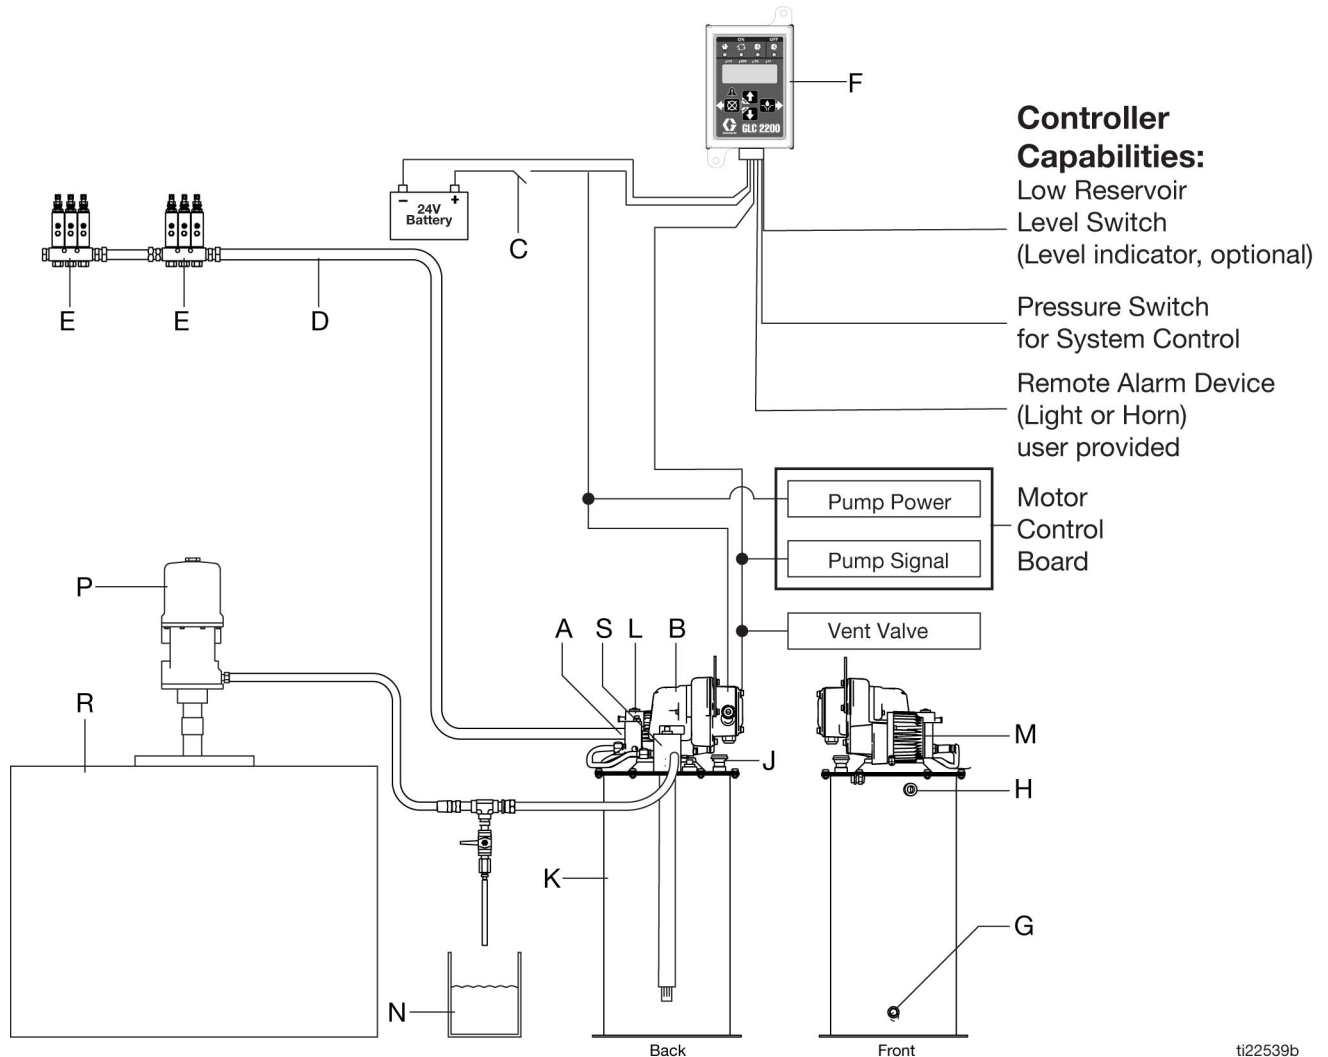 ON OFF
GLC 2200
F
Controller
Capabilities:
Low Reservoir
Level Switch
(Level indicator, optional)
Pressure Switch
for System Control
Remote Alarm Device
(Light or Horn)
user provided
− +
24V
Battery
C
E E D
Pump Power
Pump Signal
Motor
Control
Board
Vent Valve
P
A S L B
R
M
J
H
K
G
N
Back
Front
ti22539b